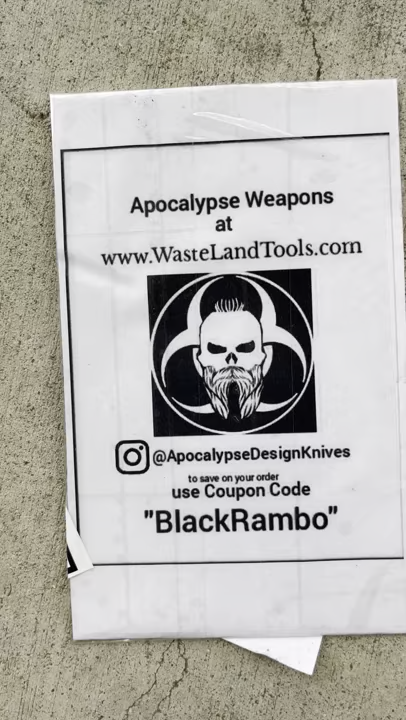 Apocalypse Weapons
at
www.WasteLandTools.com
@ApocalypseDesignKnives
to save on your order
use Coupon Code
"BlackRambo"